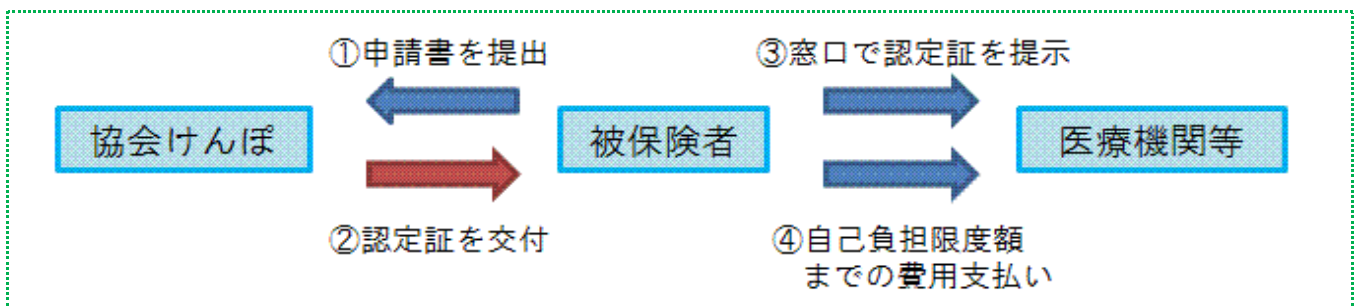 ①申請書を提出
③窓口で認定証を提示
協会けんぽ
被保険者
医療機関等
②認定証を交付
④自己負担限度額
までの費用支払い